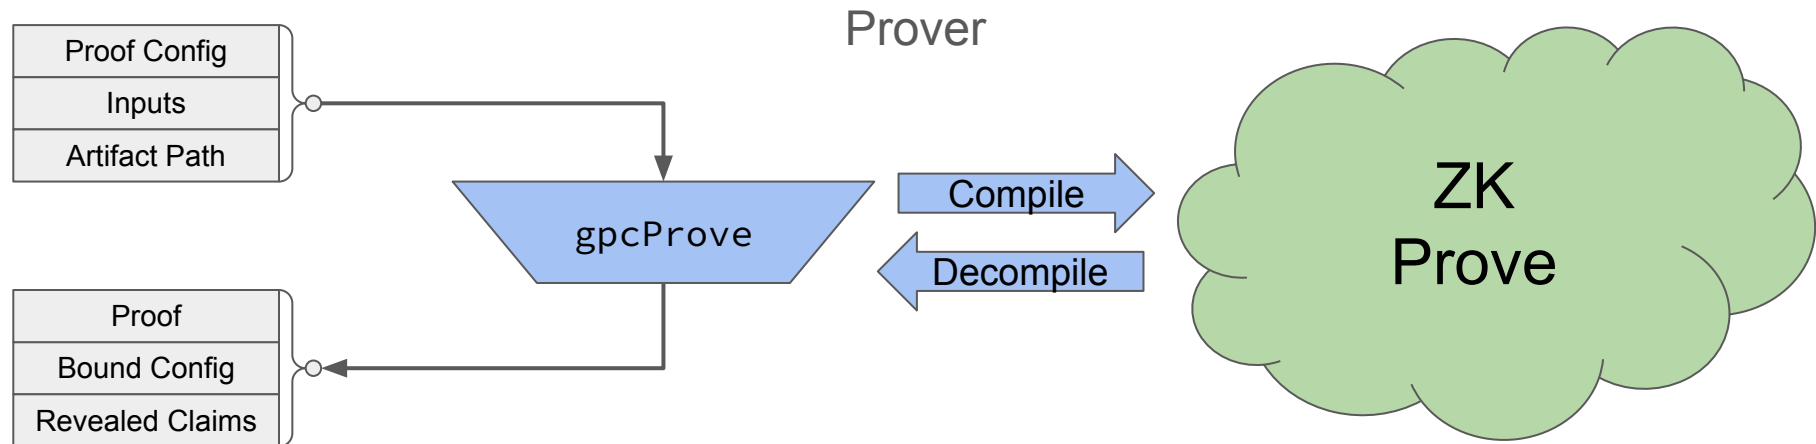 Prover
Proof Config
Inputs
Artifact Path
gpcProve
Compile
Decompile
ZK
Prove
Proof
Bound Config
Revealed Claims